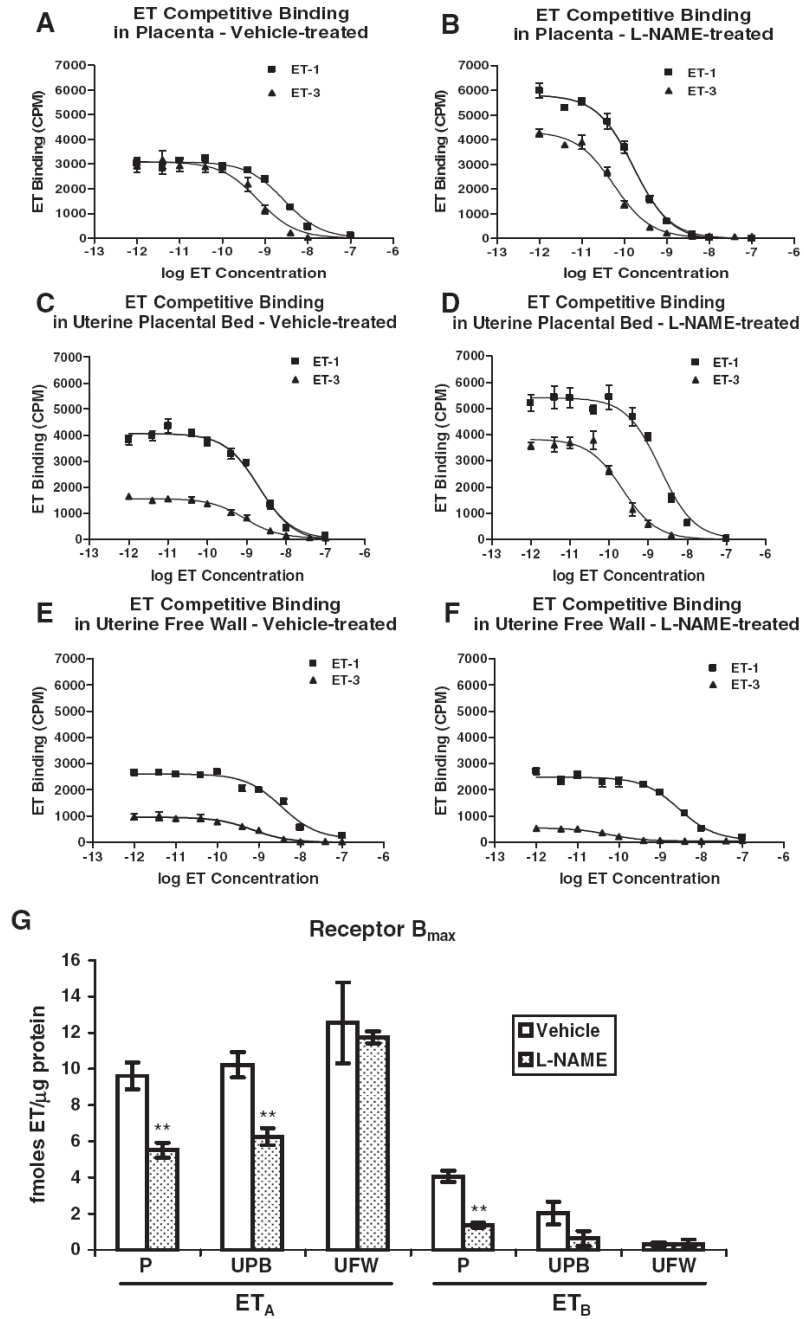 A
ET Competitive Binding
in Placenta - Vehicle-treated
ET Binding (CPM)
7000
6000
5000
4000
3000
2000
1000
0
ET-1
ET-3
-13 -12 -11 -10 -9 -8 -7 -6
log ET Concentration
B
ET Competitive Binding
in Placenta - L-NAME-treated
ET Binding (CPM)
7000
6000
5000
4000
3000
2000
1000
0
ET-1
ET-3
-13 -12 -11 -10 -9 -8 -7 -6
log ET Concentration
C
ET Competitive Binding
in Uterine Placental Bed - Vehicle-treated
ET Binding (CPM)
7000
6000
5000
4000
3000
2000
1000
0
ET-1
ET-3
-13 -12 -11 -10 -9 -8 -7 -6
log ET Concentration
D
ET Competitive Binding
in Uterine Placental Bed - L-NAME-treated
ET Binding (CPM)
7000
6000
5000
4000
3000
2000
1000
0
ET-1
ET-3
-13 -12 -11 -10 -9 -8 -7 -6
log ET Concentration
E
ET Competitive Binding
in Uterine Free Wall - Vehicle-treated
ET Binding (CPM)
7000
6000
5000
4000
3000
2000
1000
0
ET-1
ET-3
-13 -12 -11 -10 -9 -8 -7 -6
log ET Concentration
F
ET Competitive Binding
in Uterine Free Wall - L-NAME-treated
ET Binding (CPM)
7000
6000
5000
4000
3000
2000
1000
0
ET-1
ET-3
-13 -12 -11 -10 -9 -8 -7 -6
log ET Concentration
G
Receptor Bmax
fmoles ET/µg protein
16
14
12
10
8
6
4
2
0
Vehicle
L-NAME
**
**
**
P UPB UFW P UPB UFW
ETA ETB